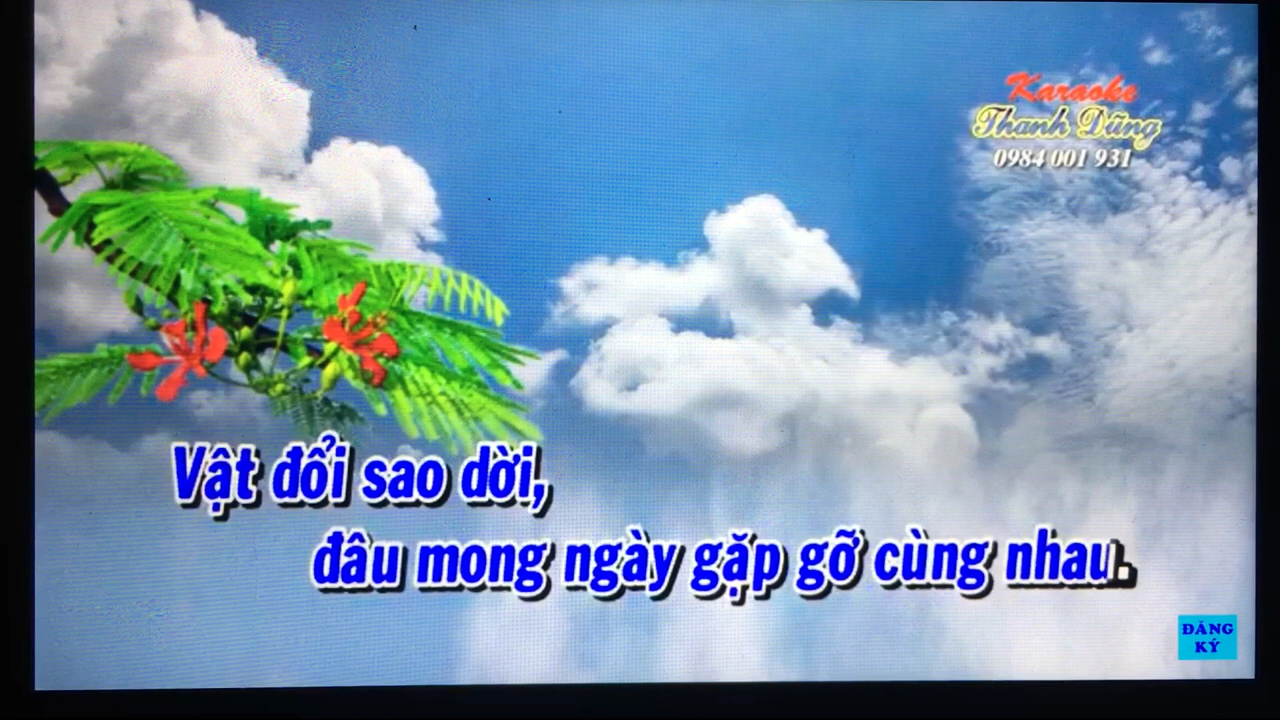 Karaoke
Thanh Dũng
0984 001 931
Vật đổi sao dời,
đâu mong ngày gặp gỡ cùng nhau.
ĐĂNG
KÝ